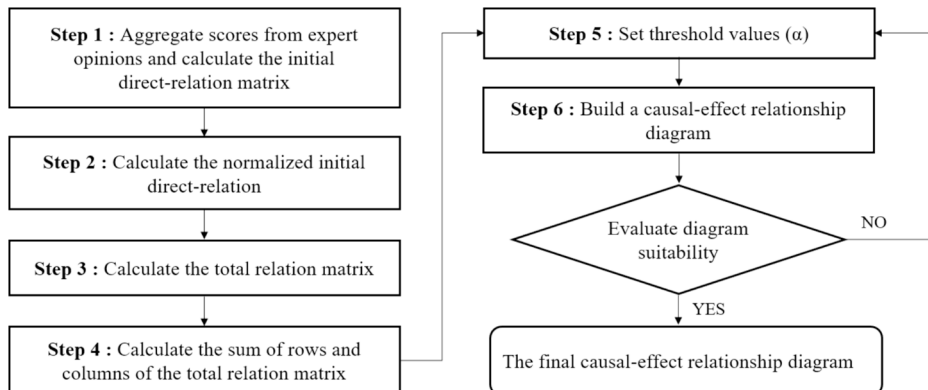 Step 1 : Aggregate scores from expert
opinions and calculate the initial
direct-relation matrix
Step 2 : Calculate the normalized initial
direct-relation
Step 3 : Calculate the total relation matrix
Step 4 : Calculate the sum of rows and
columns of the total relation matrix
Step 5 : Set threshold values (α)
Step 6 : Build a causal-effect relationship
diagram
Evaluate diagram
suitability
NO
YES
The final causal-effect relationship diagram